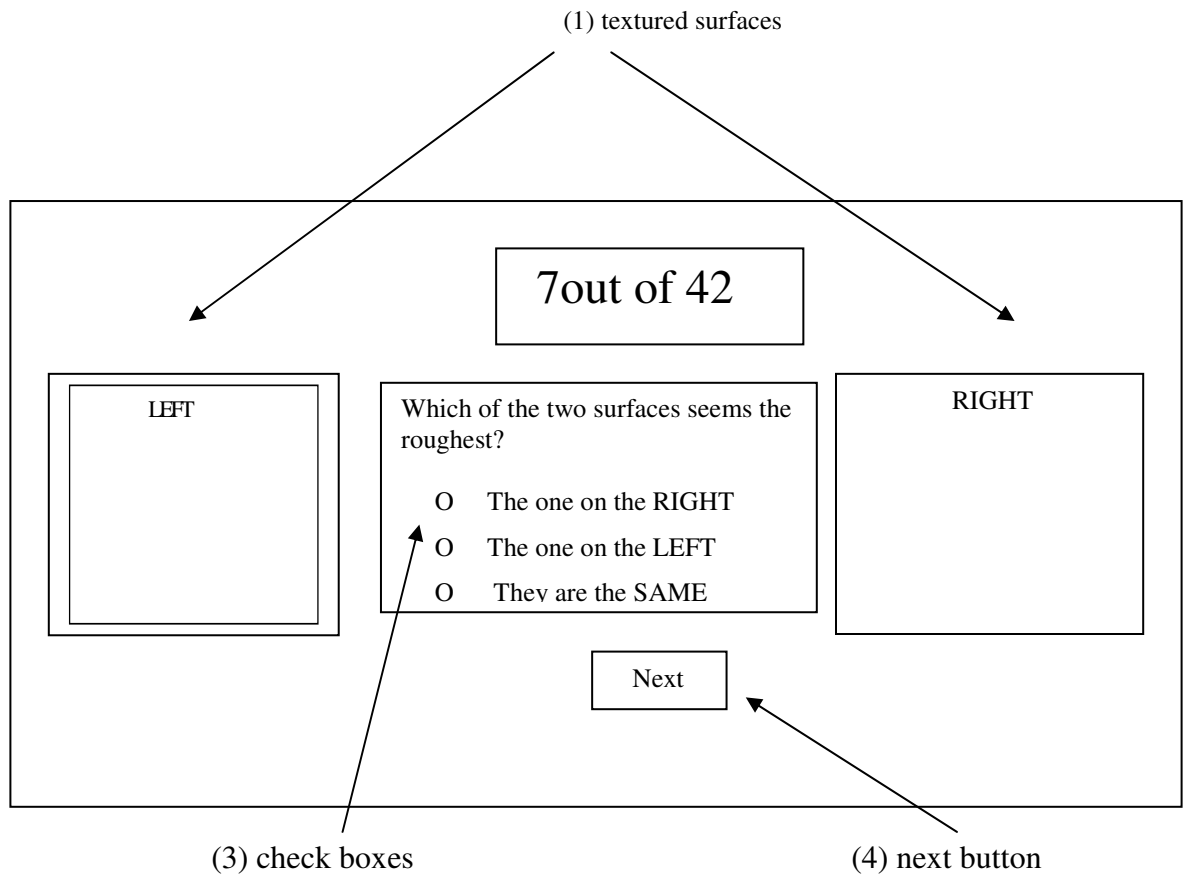 (1) textured surfaces
7out of 42
LEFT
Which of the two surfaces seems the
roughest?
O The one on the RIGHT
O The one on the LEFT
O They are the SAME
RIGHT
Next
(3) check boxes
(4) next button